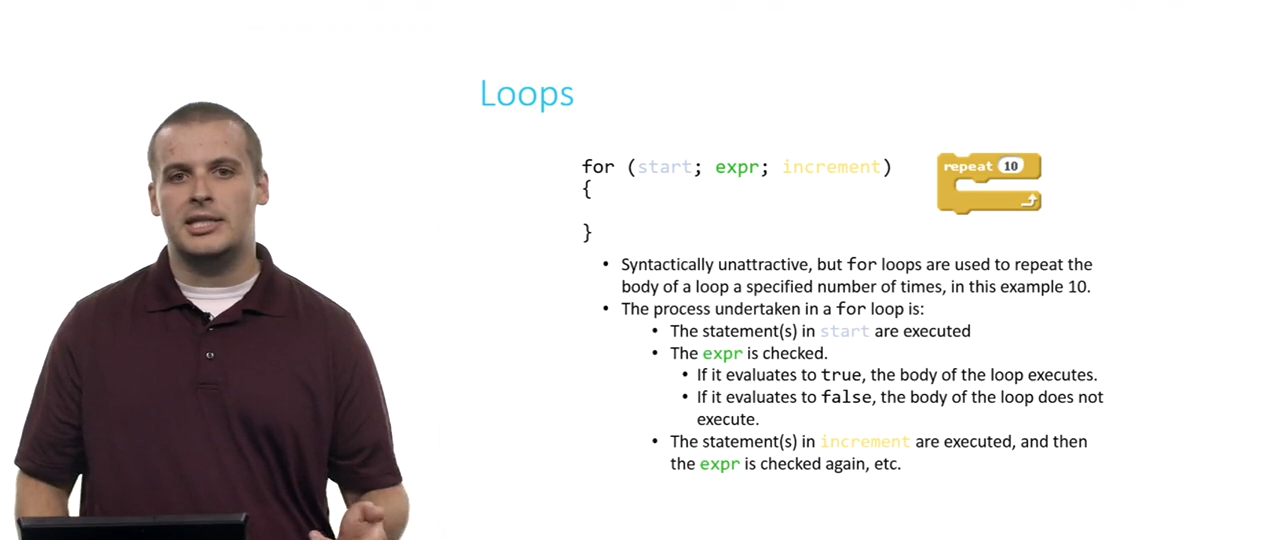 Loops
for (start; expr; increment)
{
}
repeat 10
• Syntactically unattractive, but for loops are used to repeat the
body of a loop a specified number of times, in this example 10.
• The process undertaken in a for loop is:
• The statement(s) in start are executed
• The expr is checked.
• If it evaluates to true, the body of the loop executes.
• If it evaluates to false, the body of the loop does not
execute.
• The statement(s) in increment are executed, and then
the expr is checked again, etc.